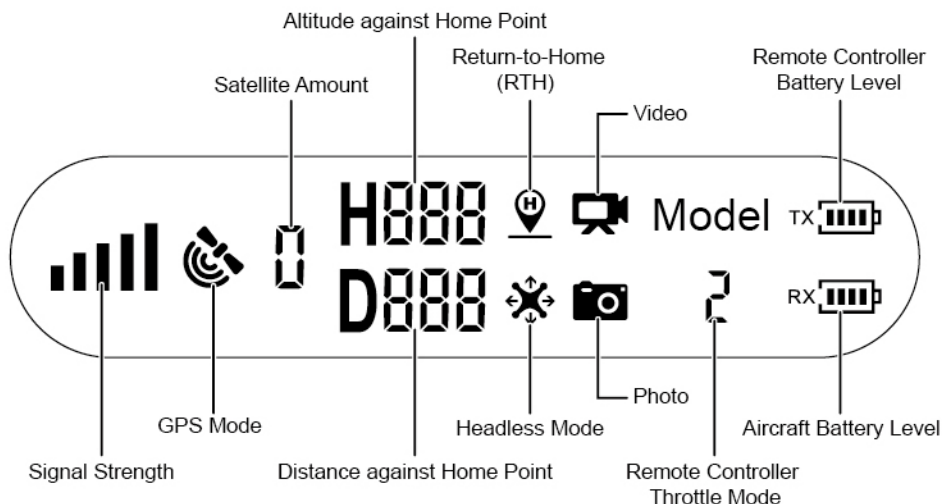 Altitude against Home Point
Satellite Amount
Return-to-Home
(RTH)
Video
Remote Controller
Battery Level
H888
H
Model
TX
0
D888
2
RX
GPS Mode
Signal Strength
Distance against Home Point
Headless Mode
Photo
Remote Controller
Throttle Mode
Aircraft Battery Level